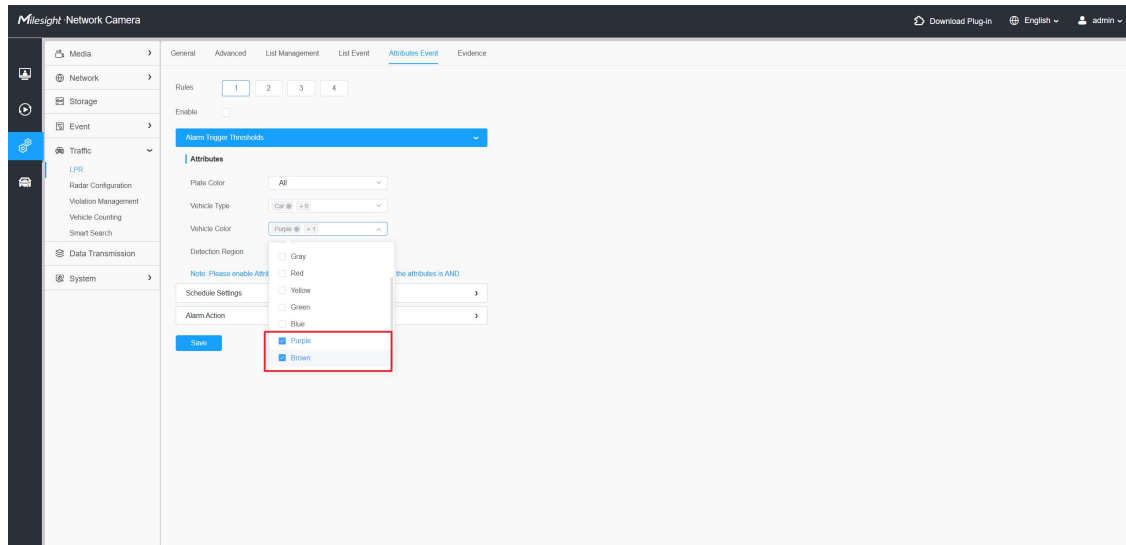 Milesight ·Network Camera
Download Plug-in
English
admin
Media
Network
Storage
Event
Traffic
LPR
Radar Configuration
Violation Management
Vehicle Counting
Smart Search
Data Transmission
System
General Advanced List Management List Event Attributes Event Evidence
Rules 1 2 3 4
Enable
Alarm Trigger Thresholds
Attributes
Plate Color All
Vehicle Type Car + 9
Vehicle Color Purple + 1
Detection Region
Gray
Note: Please enable Attri
Red
the attributes is AND
Yellow
Schedule Settings
Green
Alarm Action
Blue
Save
Purple
Brown